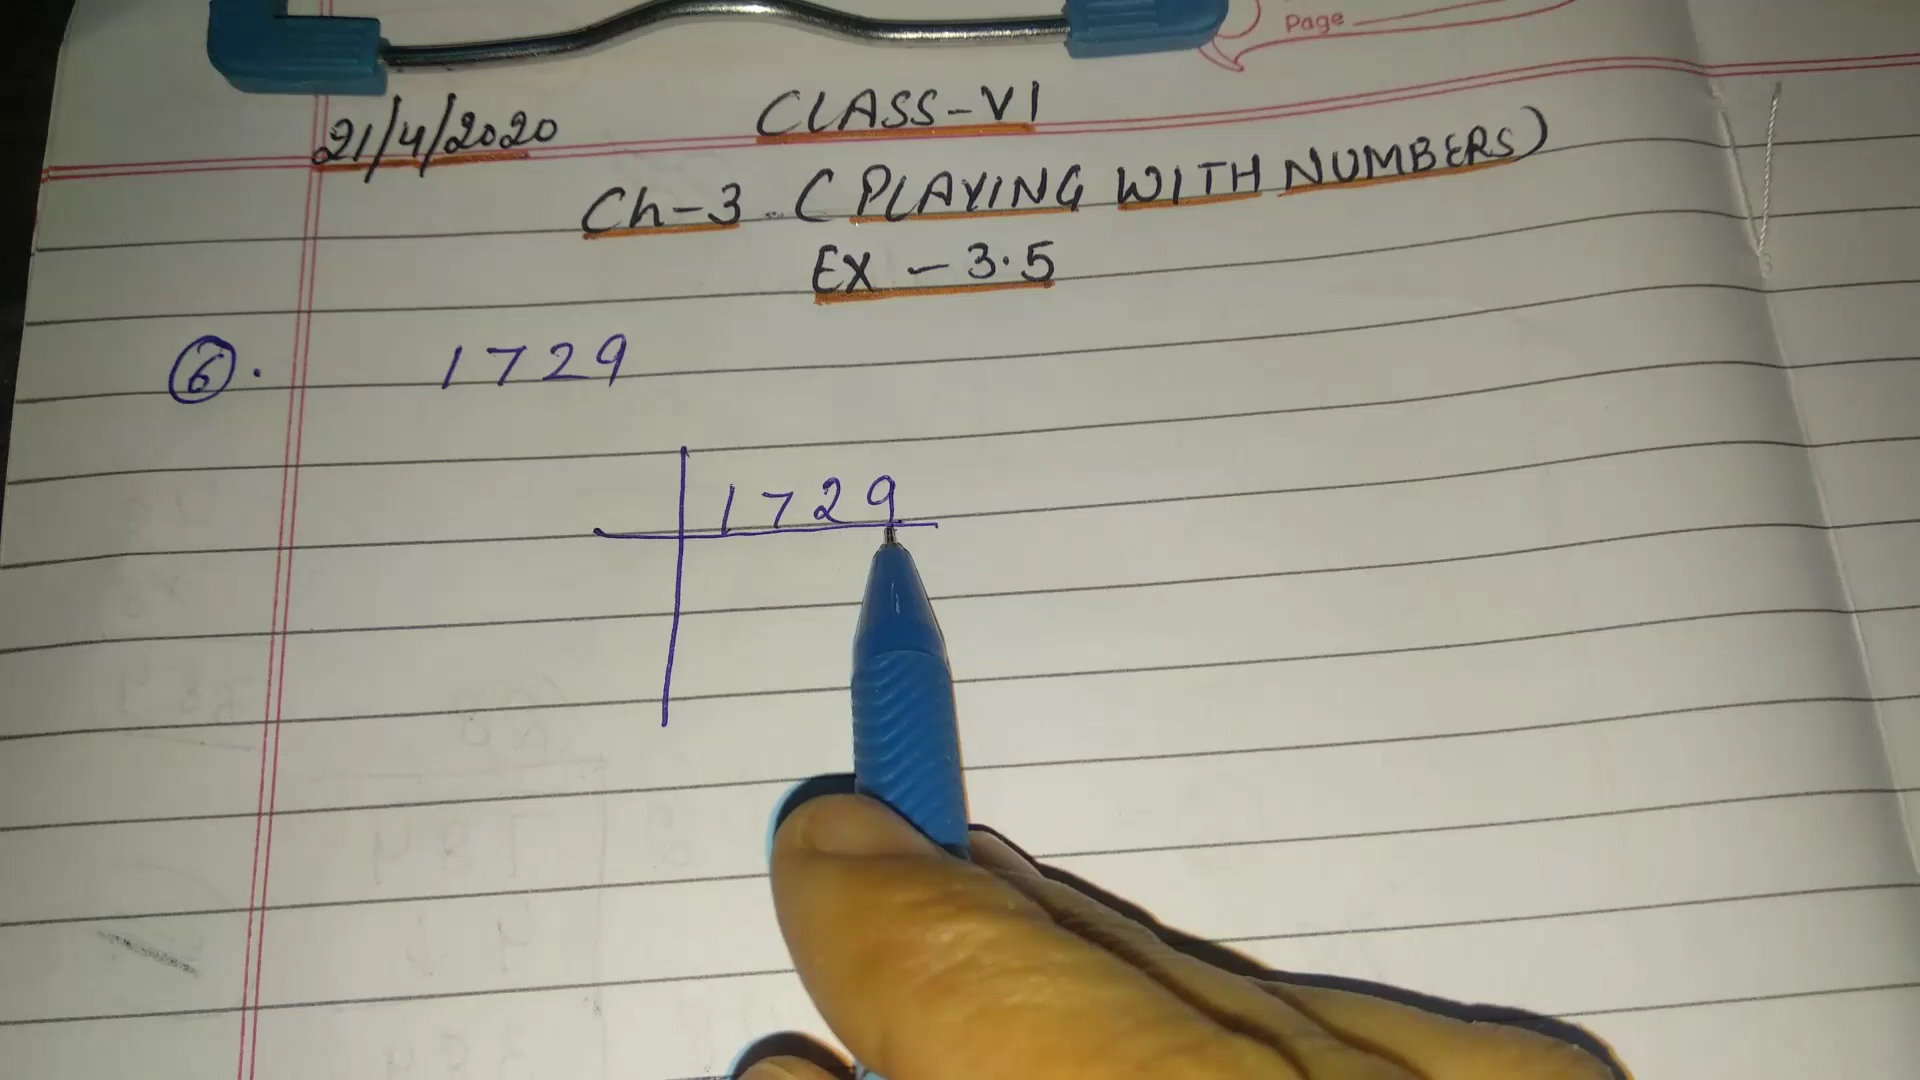 Page
21/4/2020
CLASS-VI
Ch-3. (PLAYING WITH NUMBERS)
EX - 3.5
6. 1729
1729